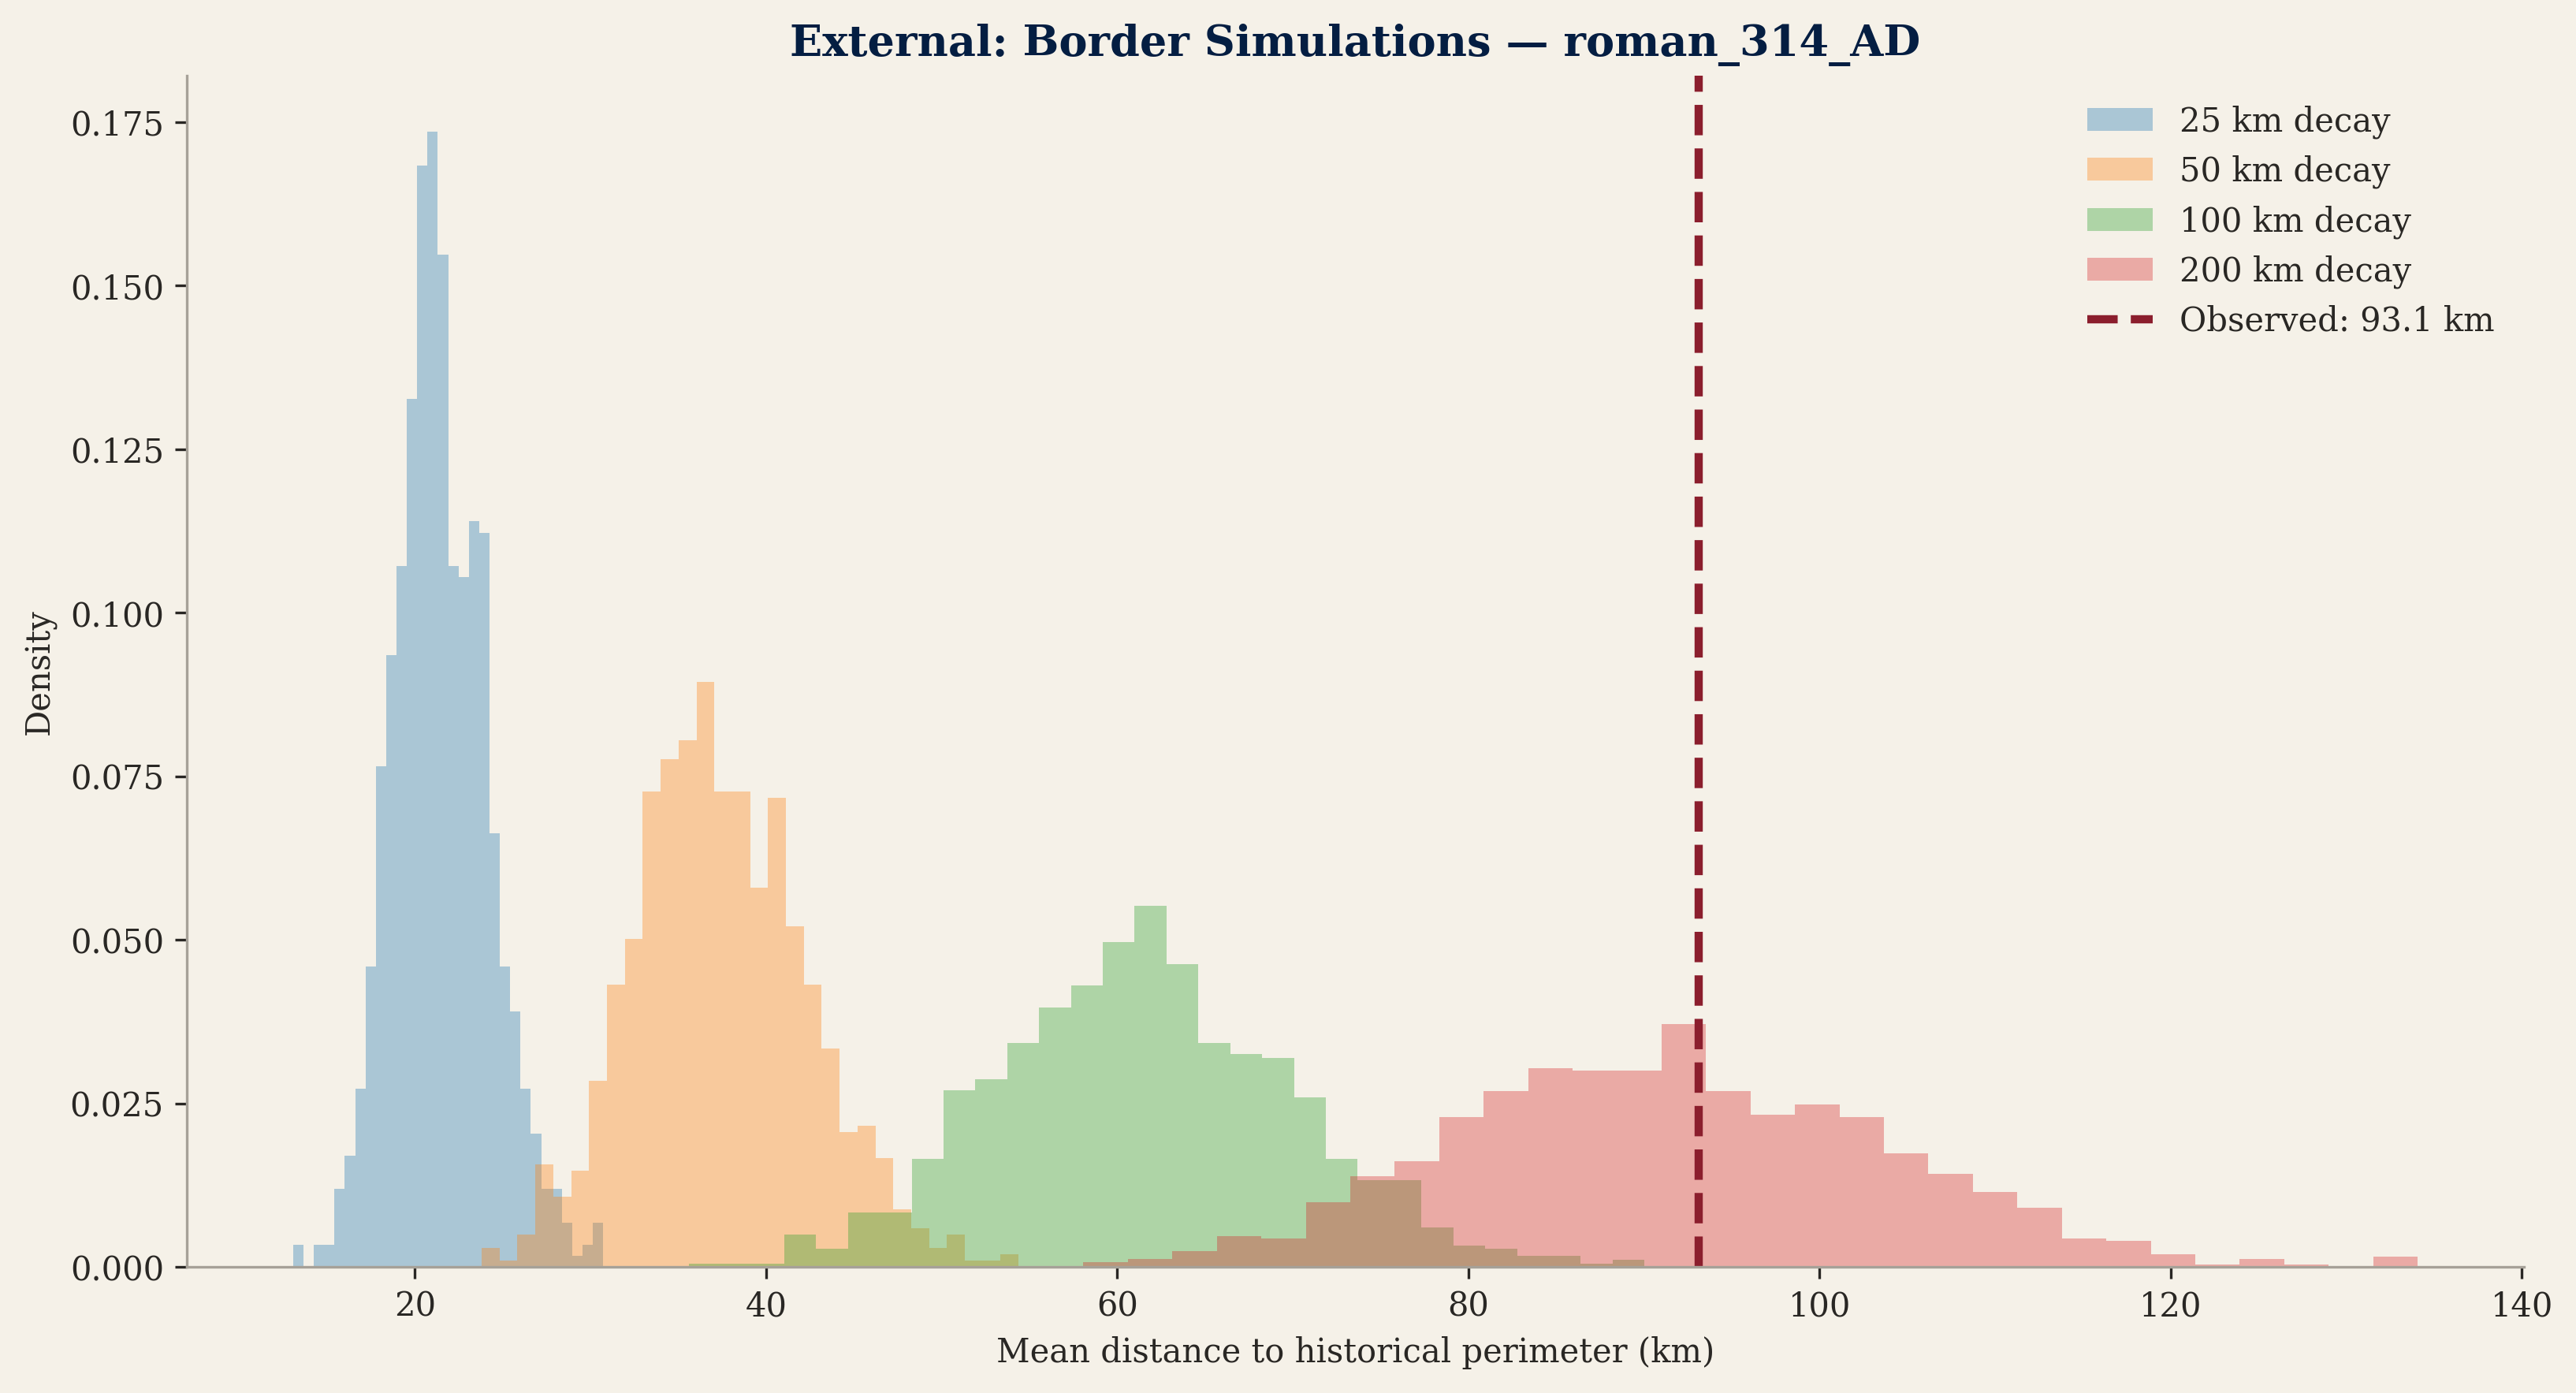 External: Border Simulations — roman_314_AD
25 km decay
50 km decay
100 km decay
200 km decay
Observed: 93.1 km
Density
0.175
0.150
0.125
0.100
0.075
0.050
0.025
0.000
20
40
60
80
100
120
140
Mean distance to historical perimeter (km)